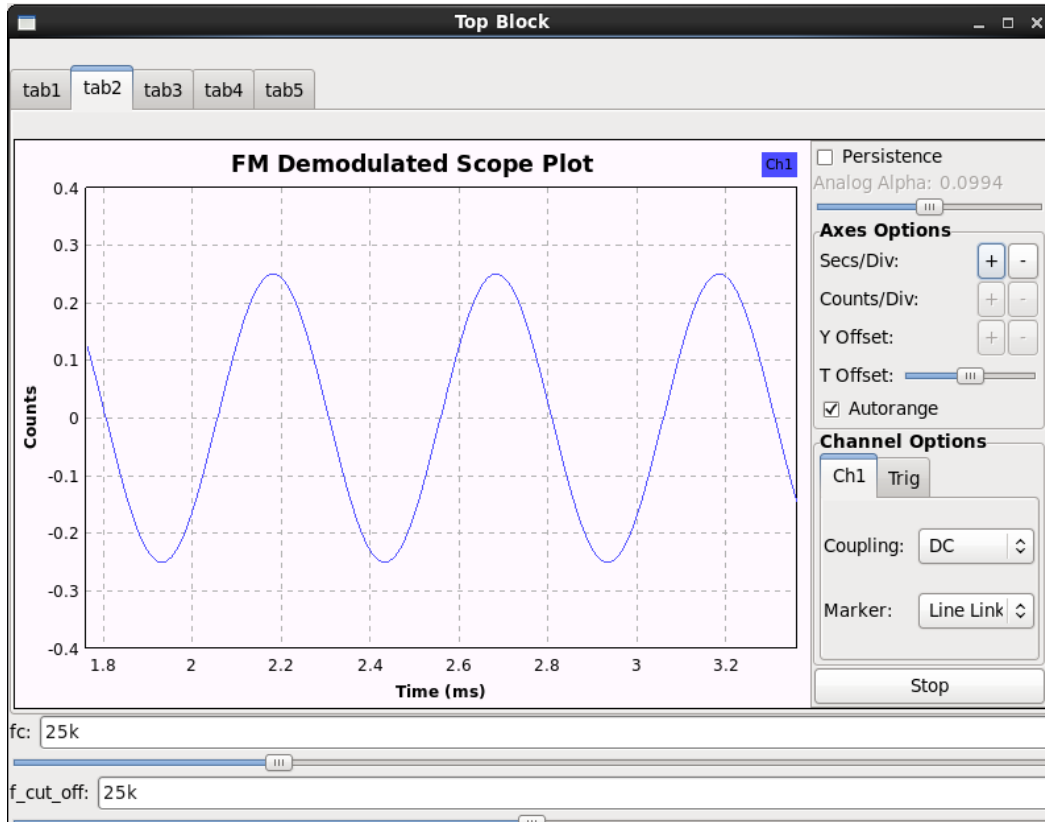 Top Block
tab1 tab2 tab3 tab4 tab5
FM Demodulated Scope Plot
Ch1
0.4
0.3
0.2
0.1
0
-0.1
-0.2
-0.3
-0.4
Counts
1.8 2 2.2 2.4 2.6 2.8 3 3.2
Time (ms)
Persistence
Analog Alpha: 0.0994
Axes Options
Secs/Div: + -
Counts/Div: + -
Y Offset: + -
T Offset:
Autorange
Channel Options
Ch1 Trig
Coupling: DC
Marker: Line Link
Stop
fc: 25k
f_cut_off: 25k